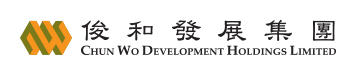 俊和發展集團
CHUN WO DEVELOPMENT HOLDINGS LIMITED